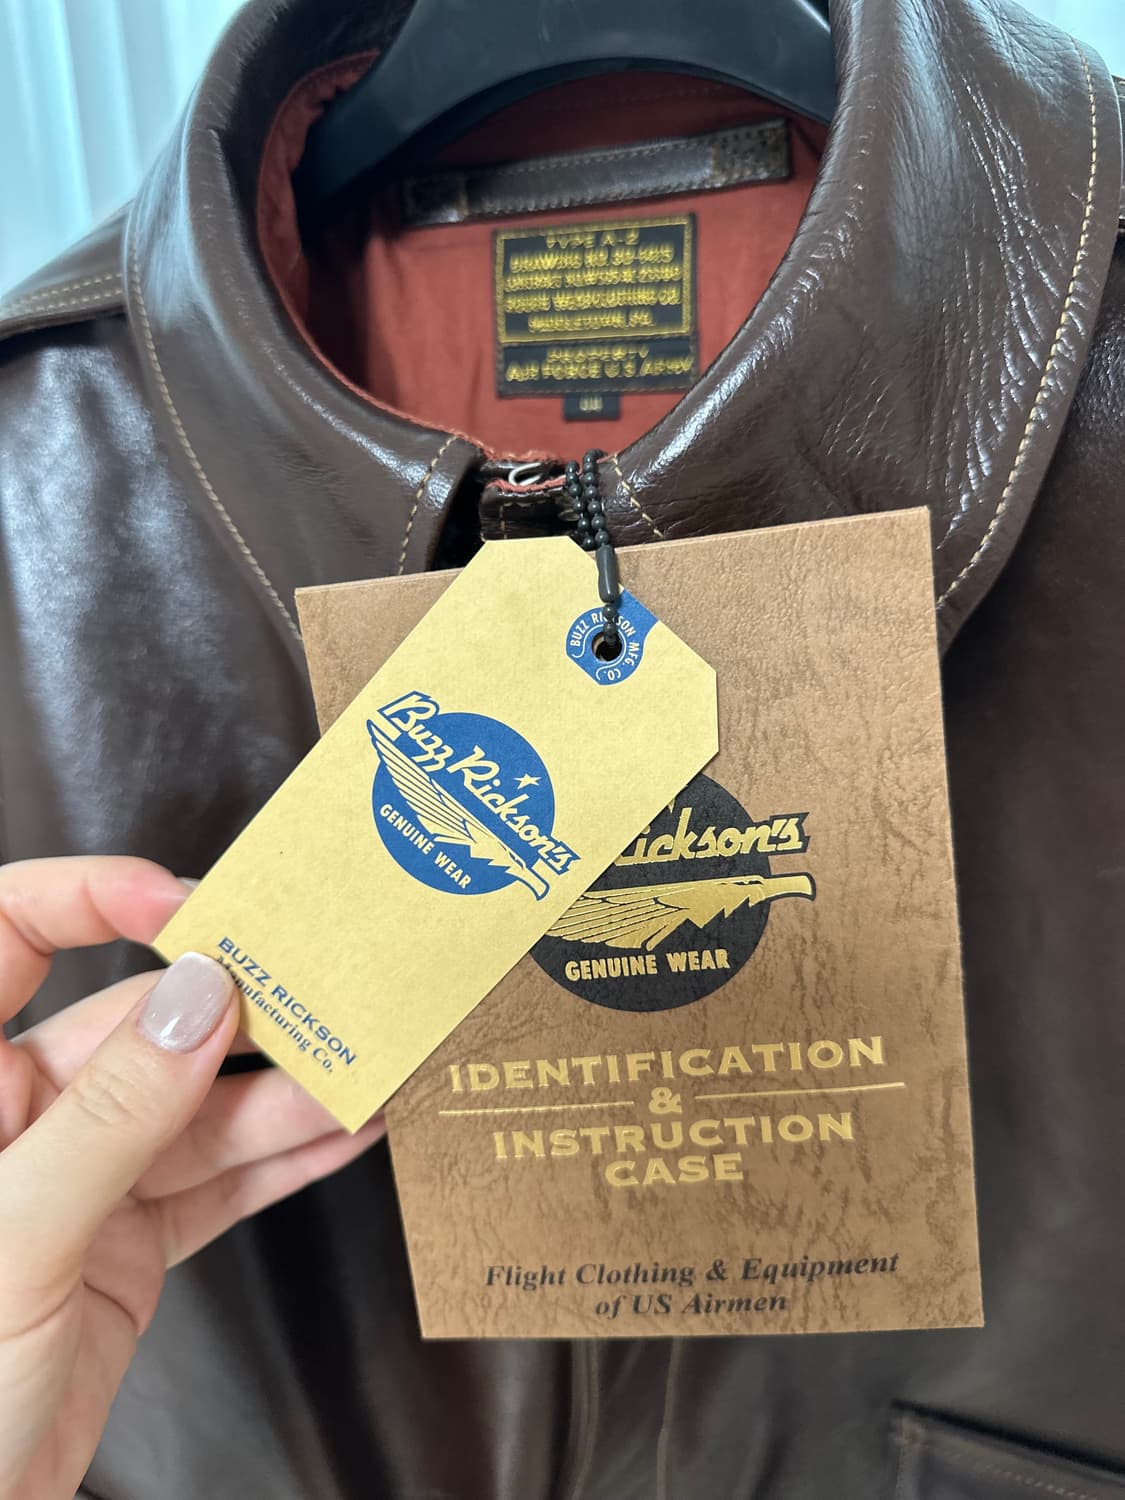 TYPE A-2
PROPERTY
AIR FORCE U.S. ARMY
BUZZ RICKSON MFG. CO.
Buzz Rickson's
GENUINE WEAR
BUZZ RICKSON
Manufacturing Co.
Rickson's
GENUINE WEAR
IDENTIFICATION
&
INSTRUCTION
CASE
Flight Clothing & Equipment
of US Airmen